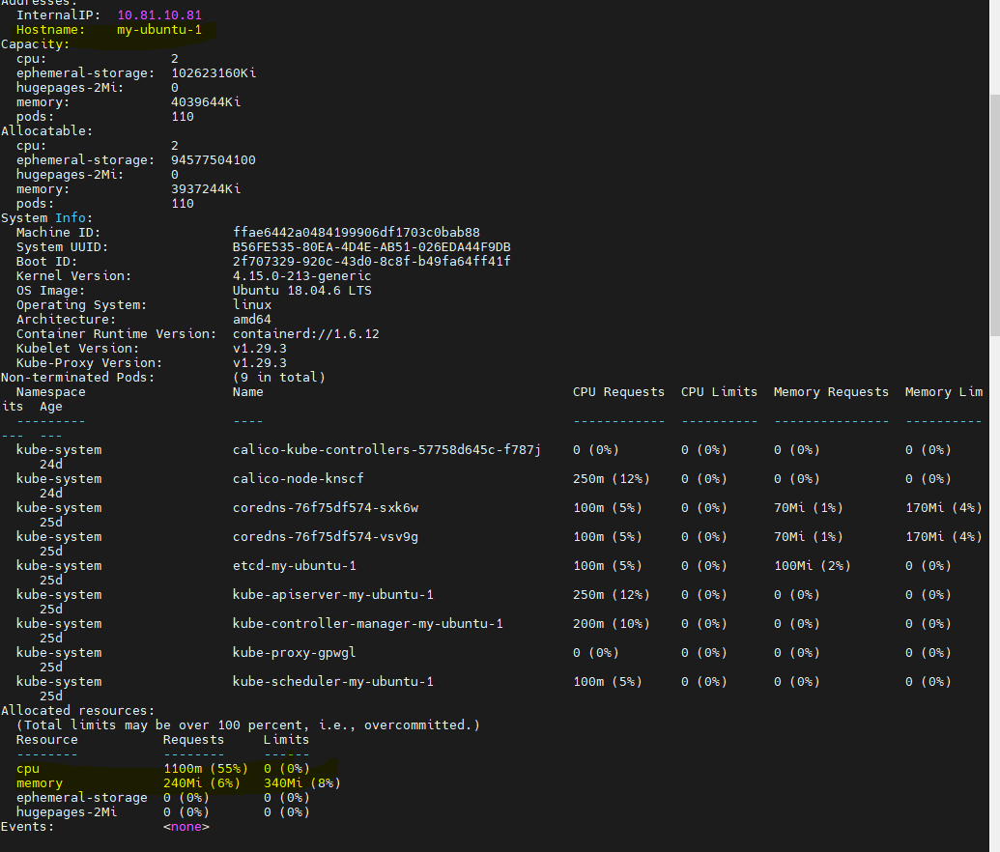 Addresses:
  InternalIP:  10.81.10.81
  Hostname:    my-ubuntu-1
Capacity:
  cpu:                2
  ephemeral-storage:  102623160Ki
  hugepages-2Mi:      0
  memory:             4039644Ki
  pods:               110
Allocatable:
  cpu:                2
  ephemeral-storage:  94577504100
  hugepages-2Mi:      0
  memory:             3937244Ki
  pods:               110
System Info:
  Machine ID:                 ffae6442a0484199906df1703c0bab88
  System UUID:                B56FE535-80EA-4D4E-AB51-026EDA44F9DB
  Boot ID:                    2f707329-920c-43d0-8c8f-b49fa64ff41f
  Kernel Version:             4.15.0-213-generic
  OS Image:                   Ubuntu 18.04.6 LTS
  Operating System:           linux
  Architecture:               amd64
  Container Runtime Version:  containerd://1.6.12
  Kubelet Version:            v1.29.3
  Kube-Proxy Version:         v1.29.3
Non-terminated Pods:          (9 in total)
  Namespace                   Name                                        CPU Requests  CPU Limits  Memory Requests  Memory Lim
its  Age
  ---------                   ----                                        ------------  ----------  ---------------  ----------
---  ---
  kube-system                 calico-kube-controllers-57758d645c-f787j    0 (0%)        0 (0%)      0 (0%)           0 (0%)
     24d
  kube-system                 calico-node-knscf                           250m (12%)    0 (0%)      0 (0%)           0 (0%)
     24d
  kube-system                 coredns-76f75df574-sxk6w                    100m (5%)     0 (0%)      70Mi (1%)        170Mi (4%)
     25d
  kube-system                 coredns-76f75df574-vsv9g                    100m (5%)     0 (0%)      70Mi (1%)        170Mi (4%)
     25d
  kube-system                 etcd-my-ubuntu-1                            100m (5%)     0 (0%)      100Mi (2%)       0 (0%)
     25d
  kube-system                 kube-apiserver-my-ubuntu-1                  250m (12%)    0 (0%)      0 (0%)           0 (0%)
     25d
  kube-system                 kube-controller-manager-my-ubuntu-1         200m (10%)    0 (0%)      0 (0%)           0 (0%)
     25d
  kube-system                 kube-proxy-gpwgl                            0 (0%)        0 (0%)      0 (0%)           0 (0%)
     25d
  kube-system                 kube-scheduler-my-ubuntu-1                  100m (5%)     0 (0%)      0 (0%)           0 (0%)
     25d
Allocated resources:
  (Total limits may be over 100 percent, i.e., overcommitted.)
  Resource           Requests     Limits
  --------           --------     ------
  cpu                1100m (55%)  0 (0%)
  memory             240Mi (6%)   340Mi (8%)
  ephemeral-storage  0 (0%)       0 (0%)
  hugepages-2Mi      0 (0%)       0 (0%)
Events:              <none>